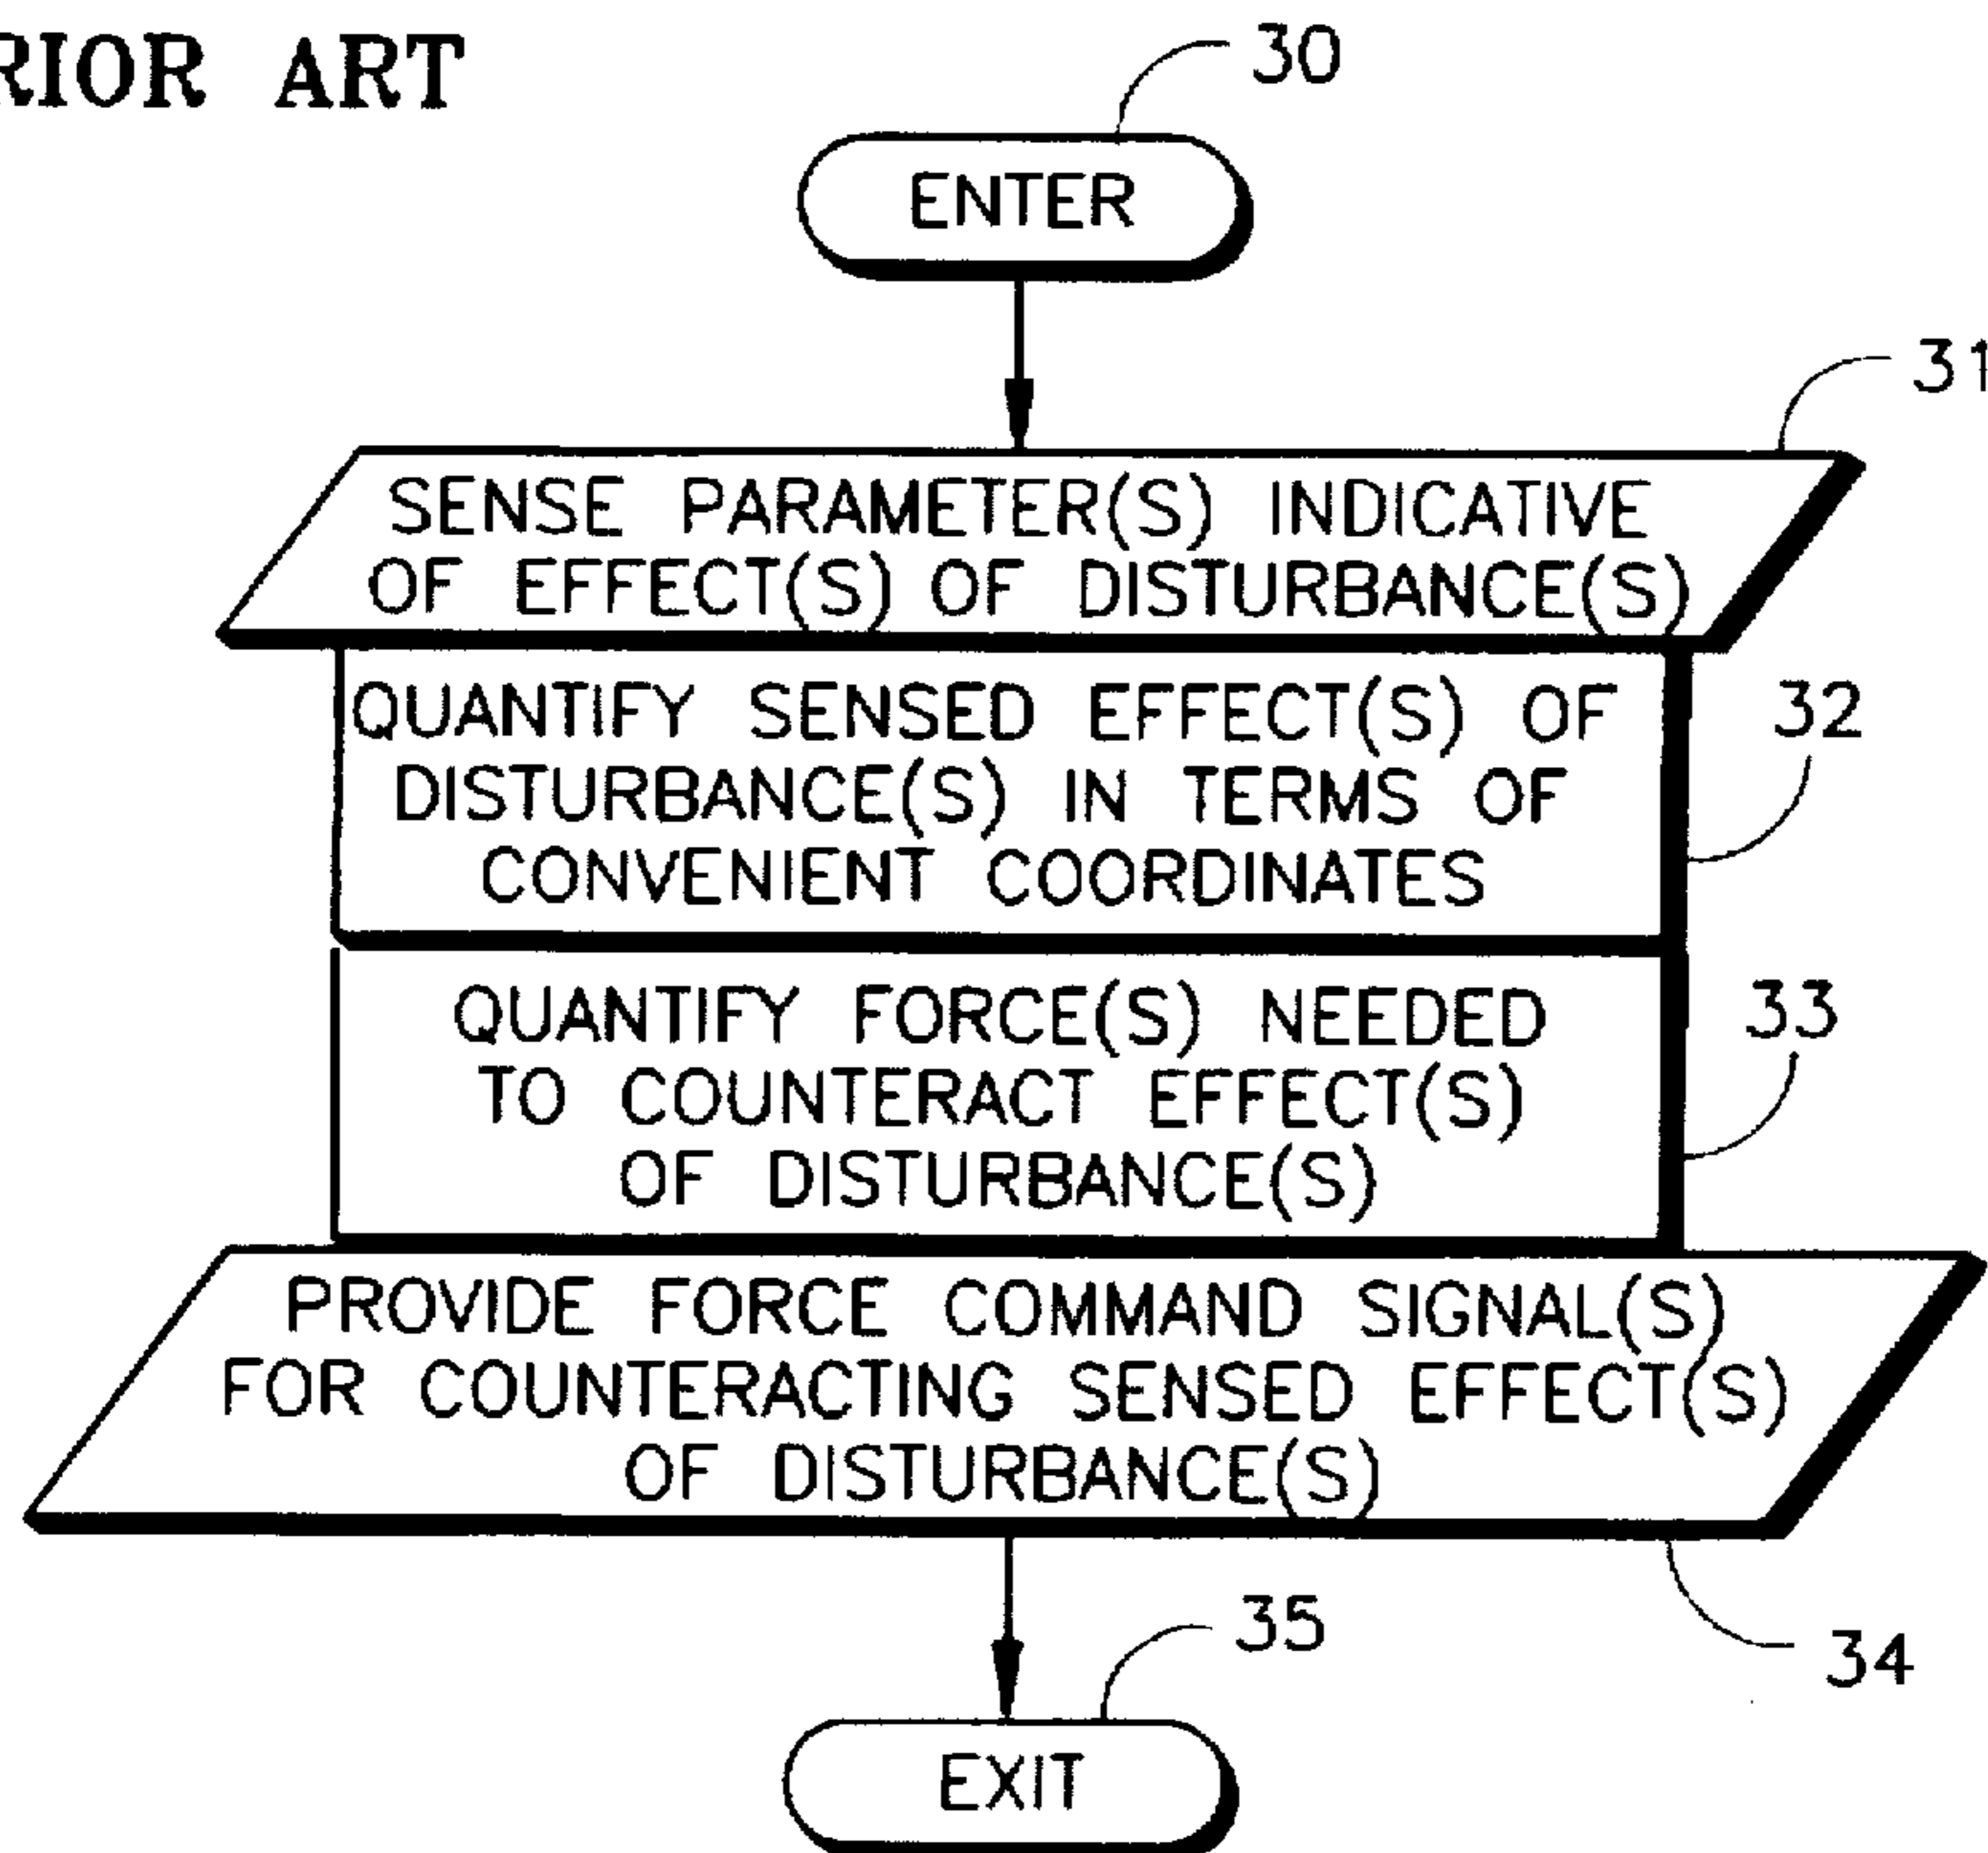 RIOR ART
30
ENTER
31
SENSE PARAMETER(S) INDICATIVE
OF EFFECT(S) OF DISTURBANCE(S)
QUANTIFY SENSED EFFECT(S) OF
DISTURBANCE(S) IN TERMS OF
CONVENIENT COORDINATES
32
QUANTIFY FORCE(S) NEEDED
TO COUNTERACT EFFECT(S)
OF DISTURBANCE(S)
33
PROVIDE FORCE COMMAND SIGNAL(S)
FOR COUNTERACTING SENSED EFFECT(S)
OF DISTURBANCE(S)
34
35
EXIT